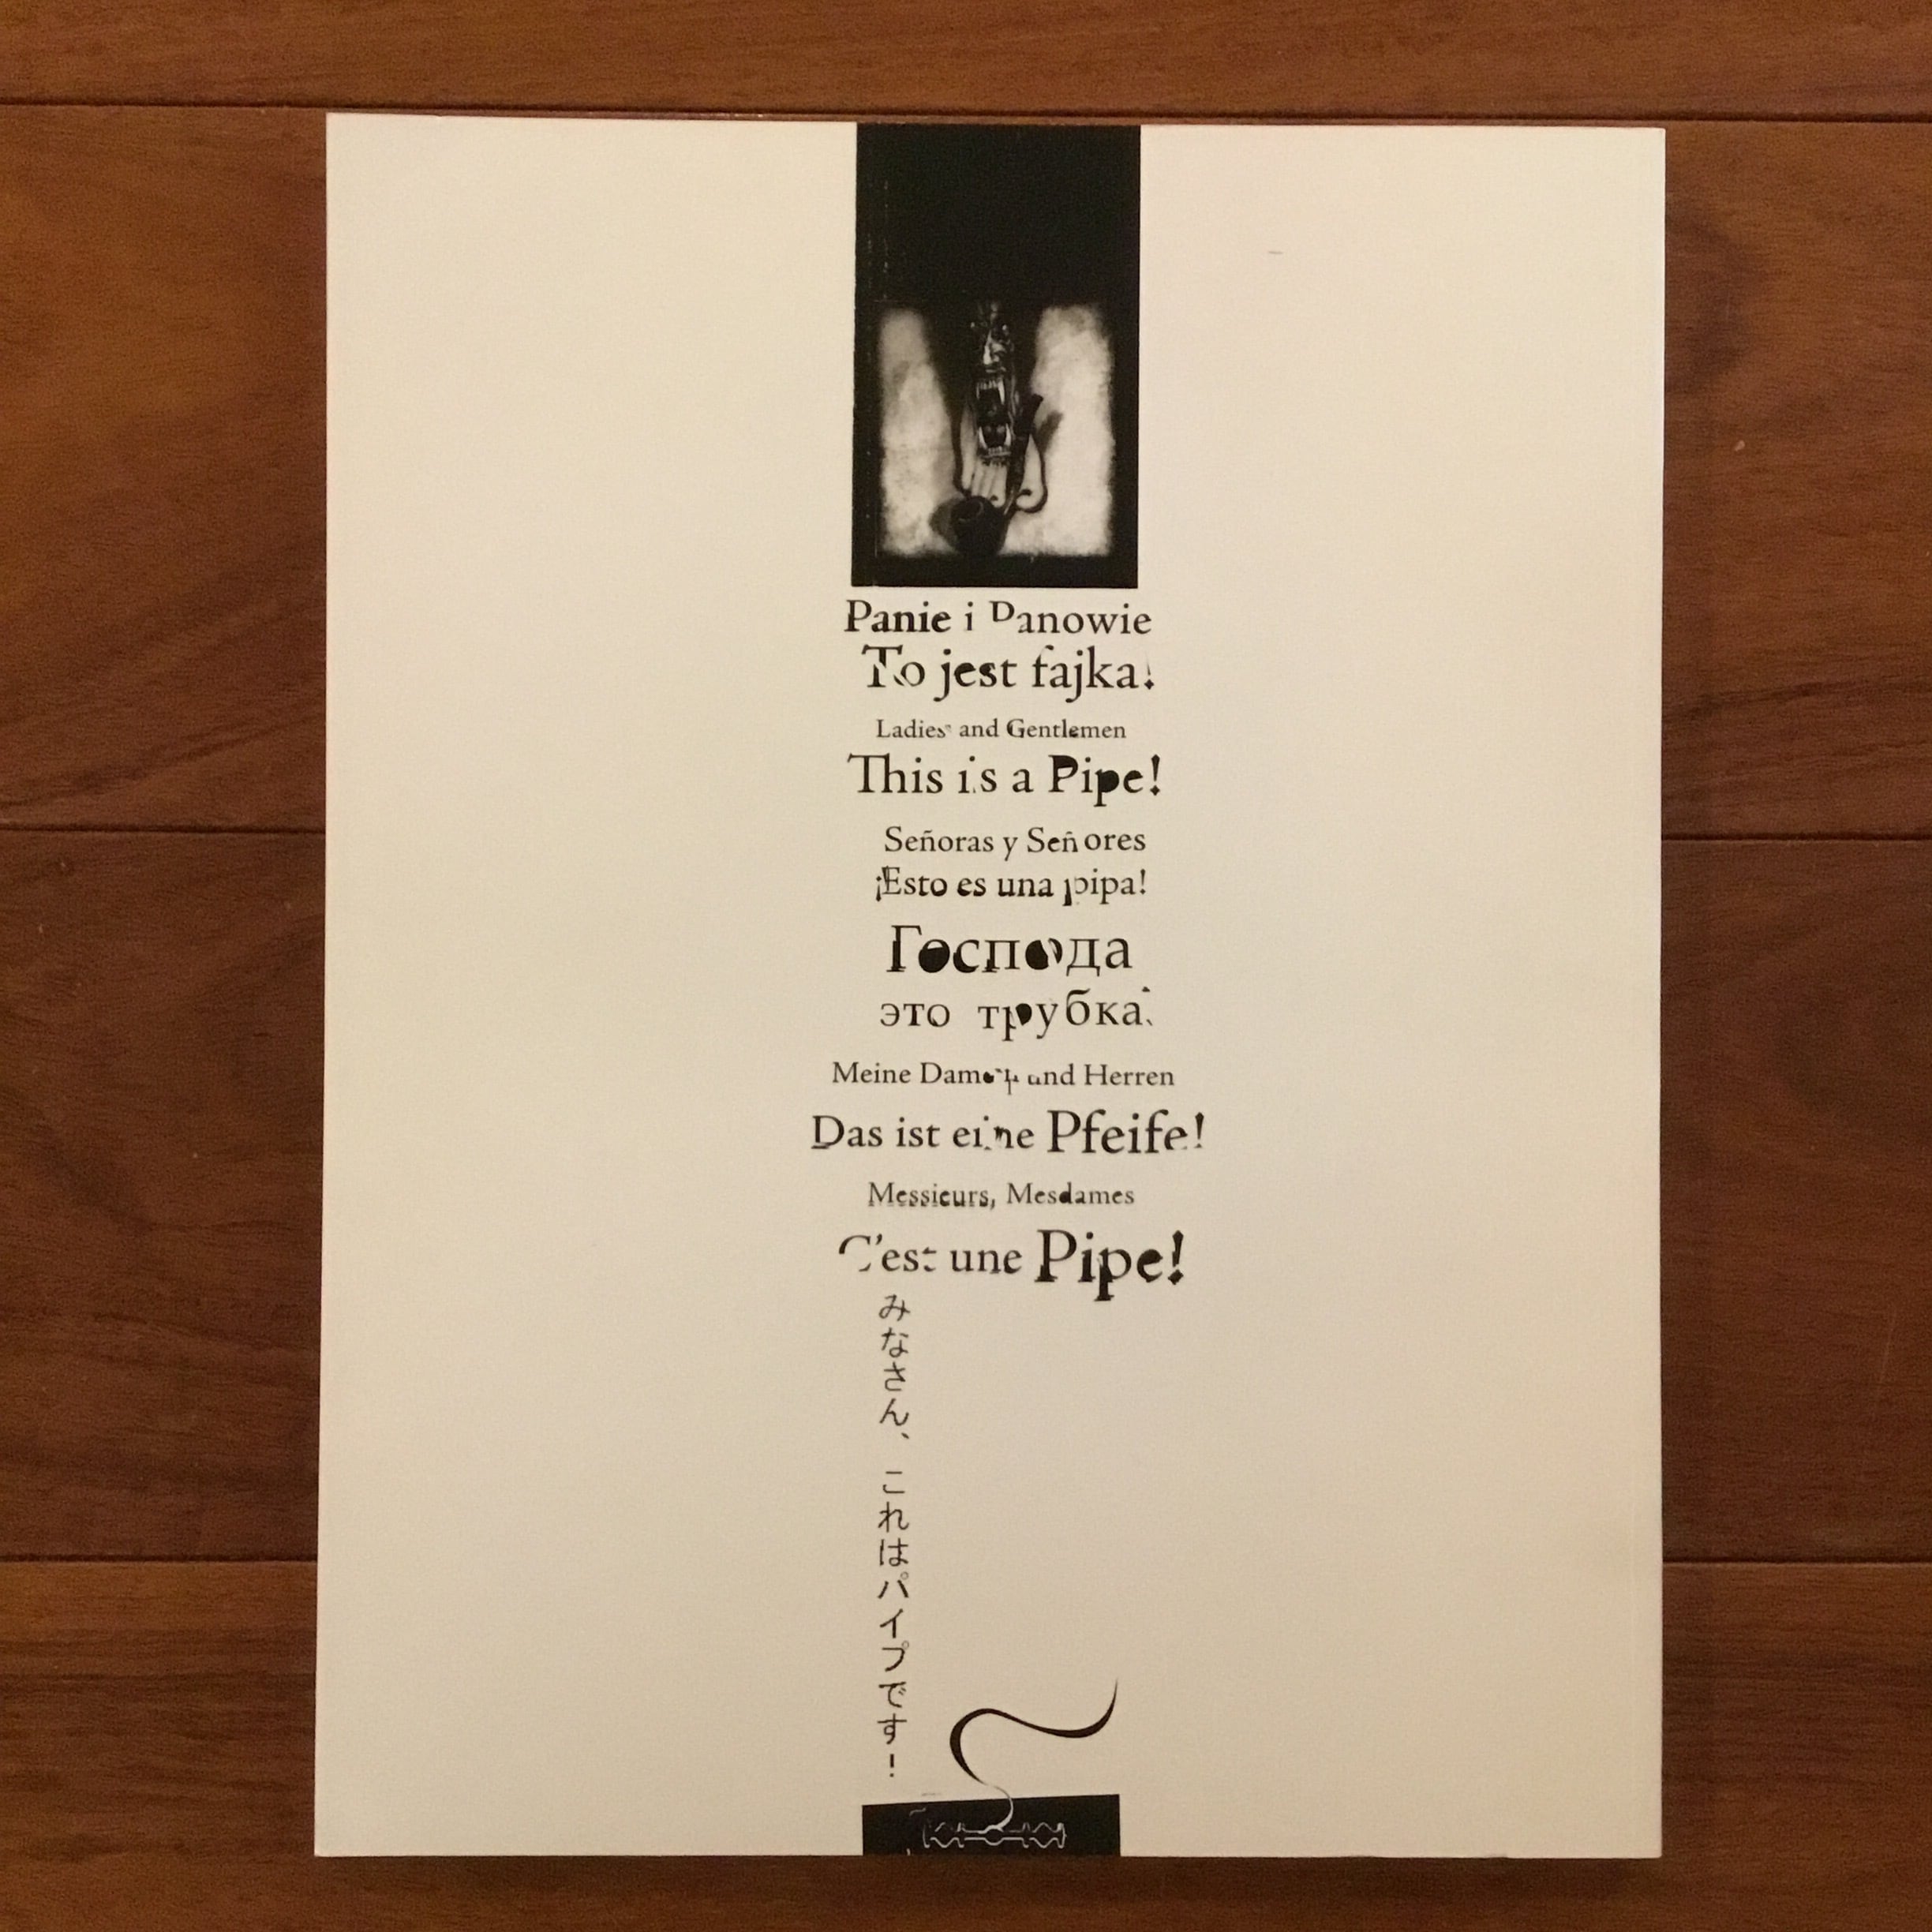 Panie i Panowie
To jest fajka!
Ladies and Gentlemen
This is a Pipe!
Señoras y Señores
¡Esto es una pipa!
Господа
это трубка!
Meine Damen und Herren
Das ist eine Pfeife!
Messieurs, Mesdames
C'est une Pipe!
みなさん、これはパイプです!